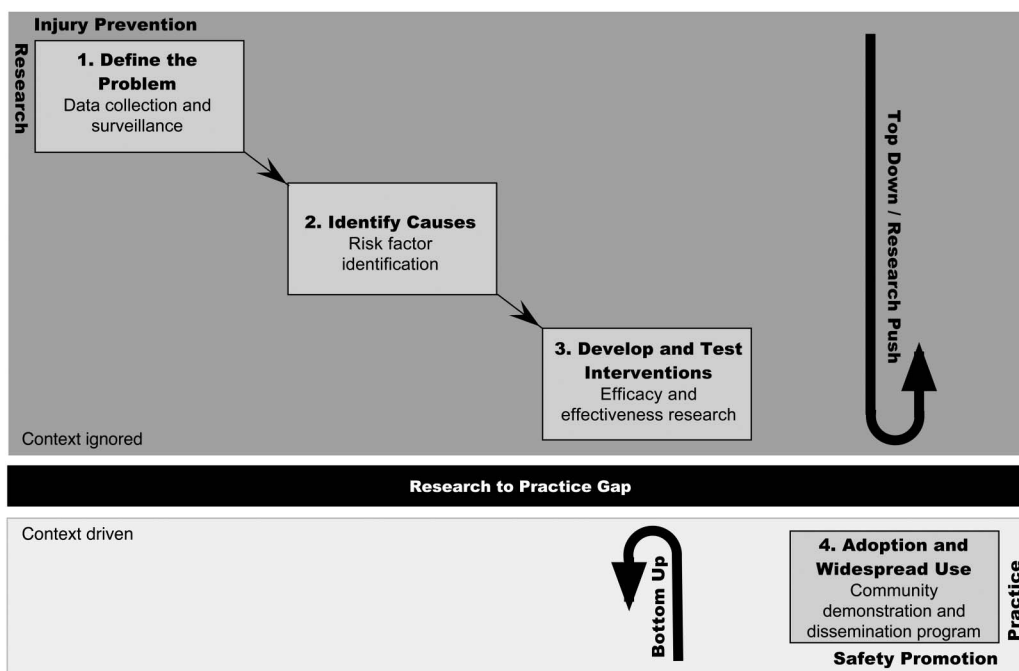 Injury Prevention
Research
1. Define the
Problem
Data collection and
surveillance
2. Identify Causes
Risk factor
identification
3. Develop and Test
Interventions
Efficacy and
effectiveness research
Top Down / Research Push
Context ignored
Research to Practice Gap
Context driven
Bottom Up
4. Adoption and
Widespread Use
Community
demonstration and
dissemination program
Practice
Safety Promotion